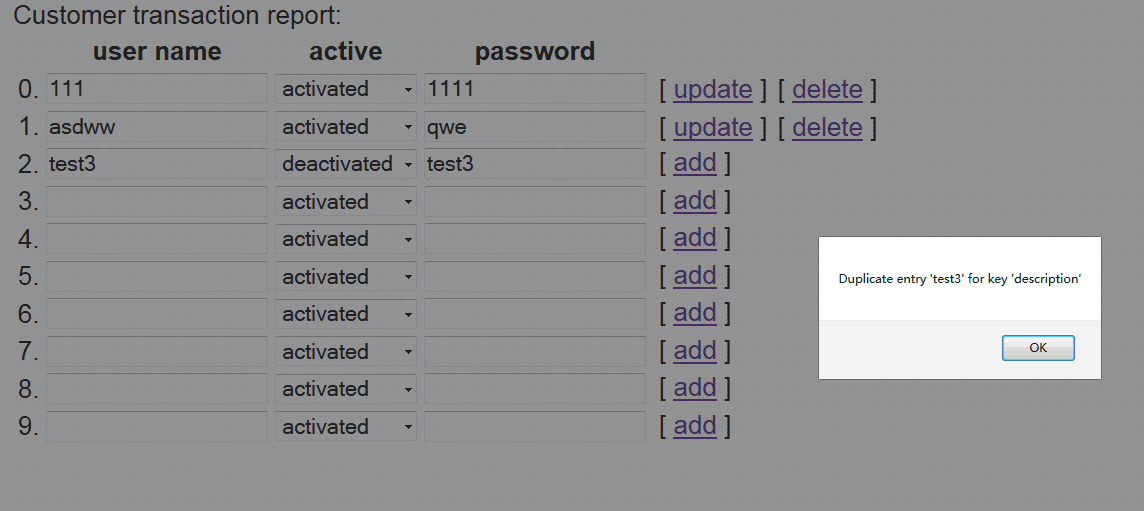 Customer transaction report:
user name active password
0. 111 activated 1111 [ update ] [ delete ]
1. asdww activated qwe [ update ] [ delete ]
2. test3 deactivated test3 [ add ]
3. activated [ add ]
4. activated [ add ]
5. activated [ add ]
6. activated [ add ]
7. activated [ add ]
8. activated [ add ]
9. activated [ add ]
Duplicate entry 'test3' for key 'description'
OK